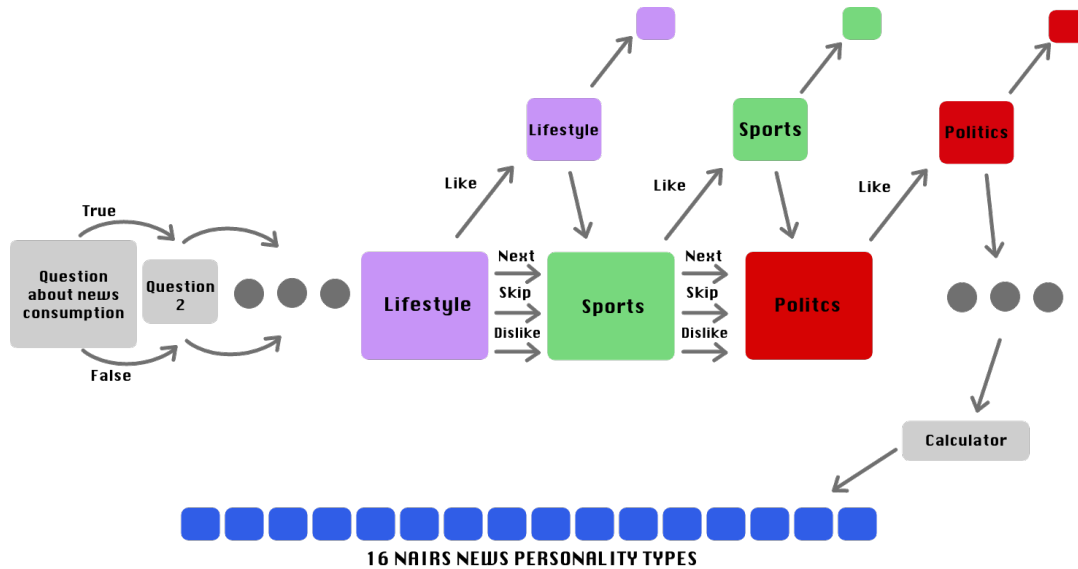 True
Question
about news
consumption
False
Question
2
Lifestyle
Like
Lifestyle
Next
Skip
Dislike
Sports
Like
Sports
Next
Skip
Dislike
Politcs
Like
Politics
Calculator
16 NAIRS NEWS PERSONALITY TYPES